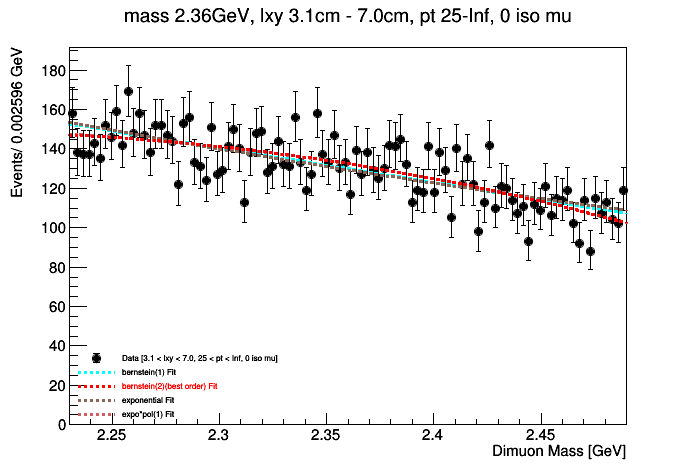 mass 2.36GeV, lxy 3.1cm - 7.0cm, pt 25-Inf, 0 iso mu
Events/ 0.002596 GeV
180
160
140
120
100
80
60
40
20
0
Data [3.1 < lxy < 7.0, 25 < pt < Inf, 0 iso mu]
bernstein(1) Fit
bernstein(2)(best order) Fit
exponential Fit
expo*pol(1) Fit
2.25 2.3 2.35 2.4 2.45
Dimuon Mass [GeV]